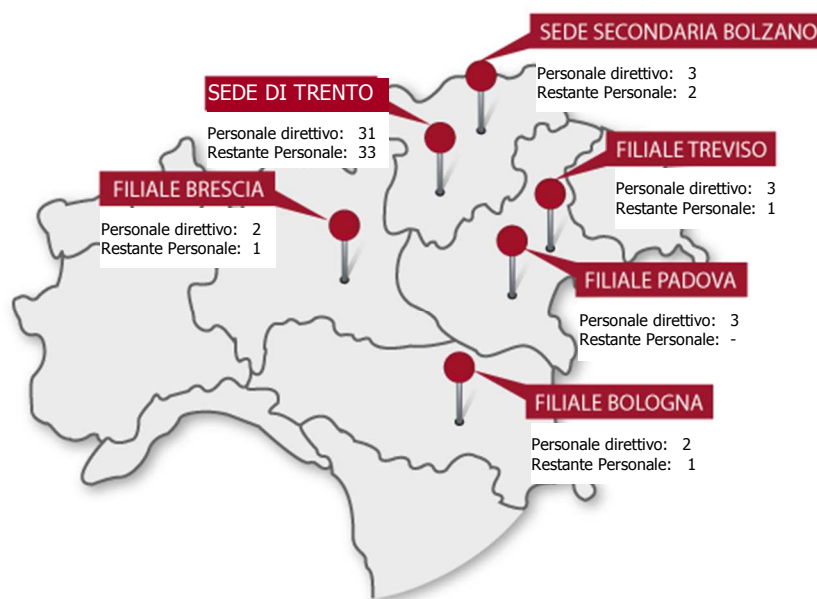 SEDE SECONDARIA BOLZANO
Personale direttivo: 3
Restante Personale: 2
SEDE DI TRENTO
Personale direttivo: 31
Restante Personale: 33
FILIALE TREVISO
Personale direttivo: 3
Restante Personale: 1
FILIALE BRESCIA
Personale direttivo: 2
Restante Personale: 1
FILIALE PADOVA
Personale direttivo: 3
Restante Personale: -
FILIALE BOLOGNA
Personale direttivo: 2
Restante Personale: 1